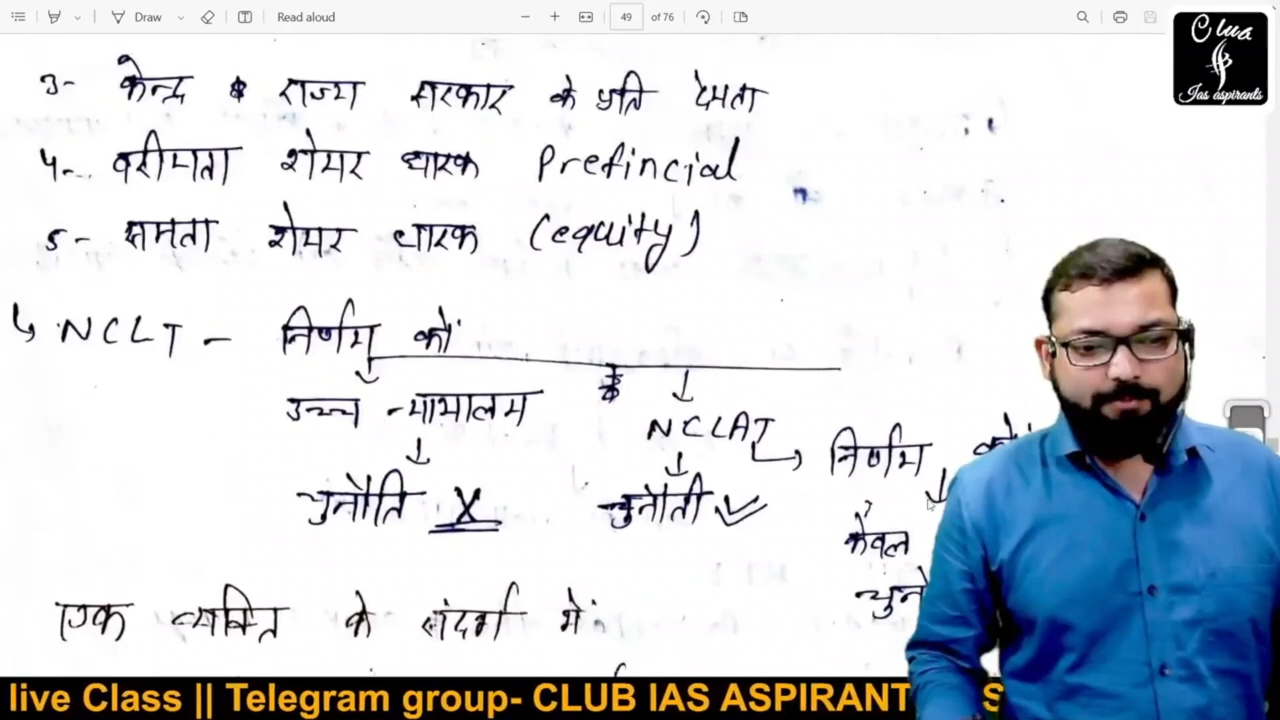 Draw
Read aloud
49 of 76
Clua
Ias aspirants
3- केन्द्र राज्य सरकार के प्रति देयता
4- वरीयता शेयर धारक Prefincial
5- समता शेयर धारक (equity)
↳ NCLT - निर्णय को
उच्च न्यायालय
NCLAT
निर्णय
चुनौति X
चुनौती
केवल
एक व्यक्ति के संदर्भ में
live Class || Telegram group- CLUB IAS ASPIRANT S